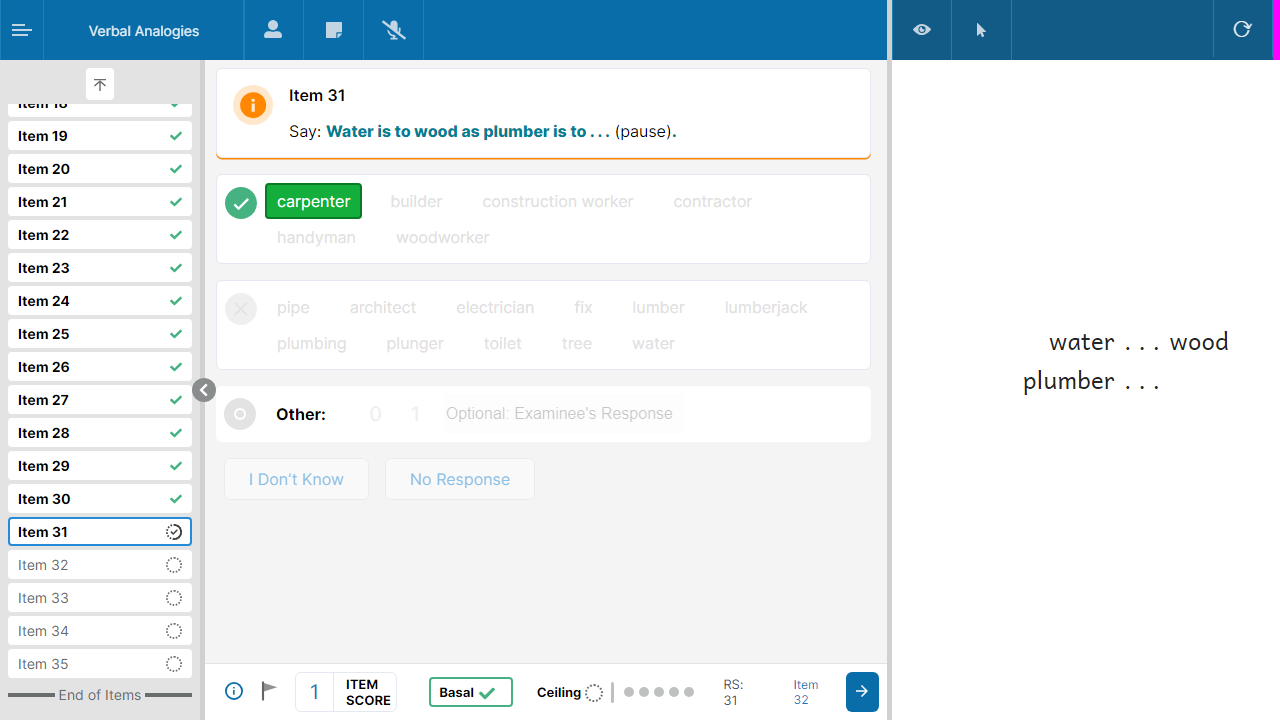 Verbal Analogies
Item 18
Item 19
Item 20
Item 21
Item 22
Item 23
Item 24
Item 25
Item 26
Item 27
Item 28
Item 29
Item 30
Item 31
Item 32
Item 33
Item 34
Item 35
End of Items
Item 31
Say: Water is to wood as plumber is to . . . (pause).
carpenter builder construction worker contractor
handyman woodworker
pipe architect electrician fix lumber lumberjack
plumbing plunger toilet tree water
Other: 0 1 Optional: Examinee's Response
I Don't Know No Response
1 ITEM SCORE Basal Ceiling RS: 31 Item 32
water . . . wood
plumber . . .